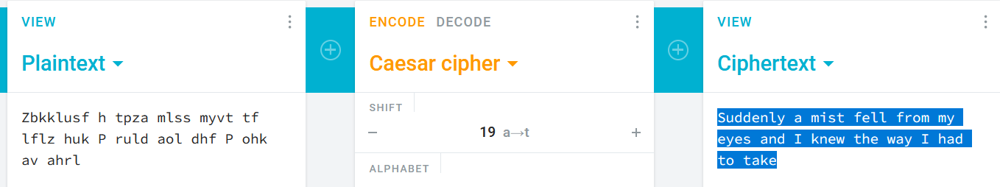 VIEW
Plaintext
Zbkklusf h tpza mlss myvt tf
lflz huk P ruld aol dhf P ohk
av ahrl
ENCODE DECODE
Caesar cipher
SHIFT
− 19 a→t +
ALPHABET
VIEW
Ciphertext
Suddenly a mist fell from my
eyes and I knew the way I had
to take